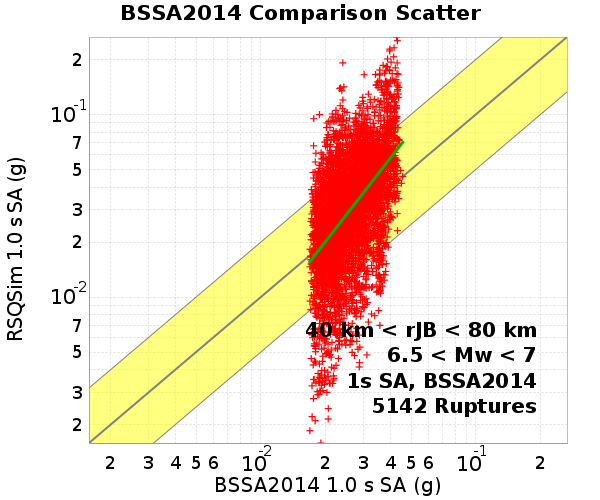 BSSA2014 Comparison Scatter
RSQSim 1.0 s SA (g)
2
10-1
7
5
3
2
10-2
7
5
3
2
40 km < rJB < 80 km
6.5 < Mw < 7
1s SA, BSSA2014
5142 Ruptures
2 3 4 5 6 10-2 2 3 4 5 6 10-1 2
BSSA2014 1.0 s SA (g)